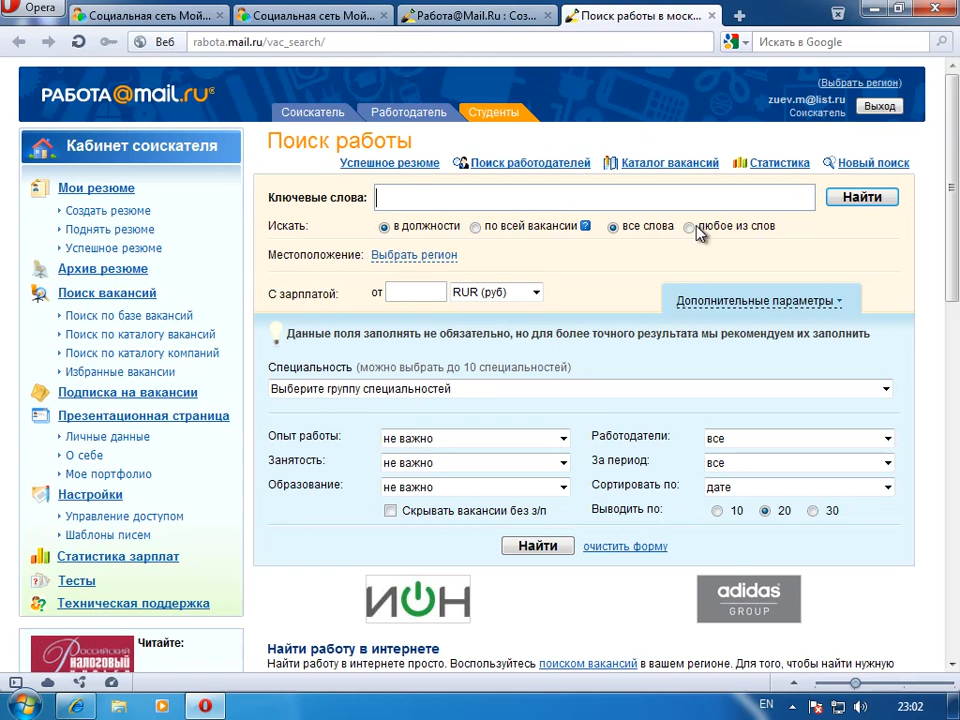 Opera
Социальная сеть Мой...
Социальная сеть Мой...
Работа@Mail.Ru : Соз...
Поиск работы в моск...
Веб
rabota.mail.ru/vac_search/
Искать в Google
РАБОТА@mail.ru
Соискатель
Работодатель
Студенты
(Выбрать регион)
zuev.m@list.ru
Соискатель
Выход
Кабинет соискателя
Мои резюме
Создать резюме
Поднять резюме
Успешное резюме
Архив резюме
Поиск вакансий
Поиск по базе вакансий
Поиск по каталогу вакансий
Поиск по каталогу компаний
Избранные вакансии
Подписка на вакансии
Презентационная страница
Личные данные
О себе
Мое портфолио
Настройки
Управление доступом
Шаблоны писем
Статистика зарплат
Тесты
Техническая поддержка
Российский
налоговый
Читайте:
Поиск работы
Успешное резюме
Поиск работодателей
Каталог вакансий
Статистика
Новый поиск
Ключевые слова:
Найти
Искать:
в должности
по всей вакансии
?
все слова
любое из слов
Местоположение:
Выбрать регион
С зарплатой:
от
RUR (руб)
Дополнительные параметры
Данные поля заполнять не обязательно, но для более точного результата мы рекомендуем их заполнить
Специальность (можно выбрать до 10 специальностей)
Выберите группу специальностей
Опыт работы:
не важно
Работодатели:
все
Занятость:
не важно
За период:
все
Образование:
не важно
Сортировать по:
дате
Скрывать вакансии без з/п
Выводить по:
10
20
30
Найти
очистить форму
ИОН
adidas
GROUP
Найти работу в интернете
Найти работу в интернете просто. Воспользуйтесь поиском вакансий в вашем регионе. Для того, чтобы найти нужную
EN
23:02